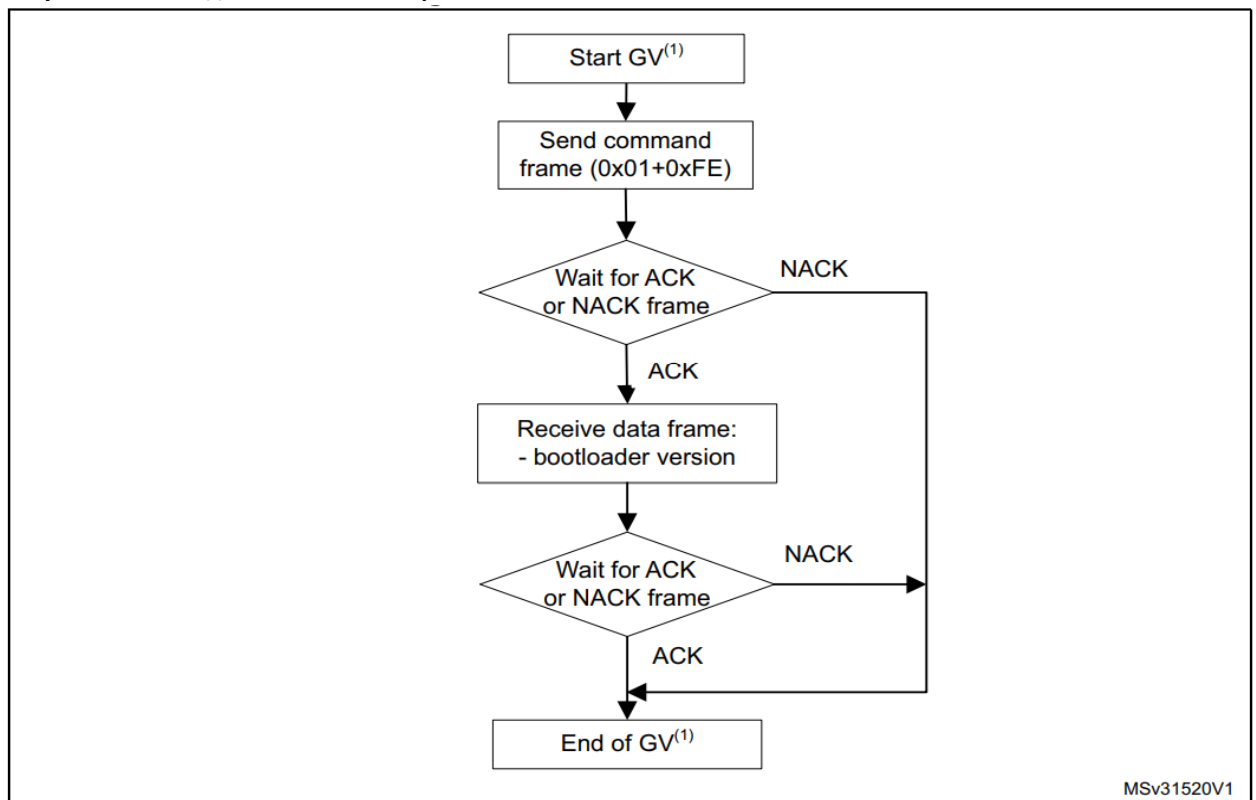 Start GV(1)
Send command
frame (0x01+0xFE)
Wait for ACK
or NACK frame
NACK
ACK
Receive data frame:
- bootloader version
Wait for ACK
or NACK frame
NACK
ACK
End of GV(1)
MSv31520V1